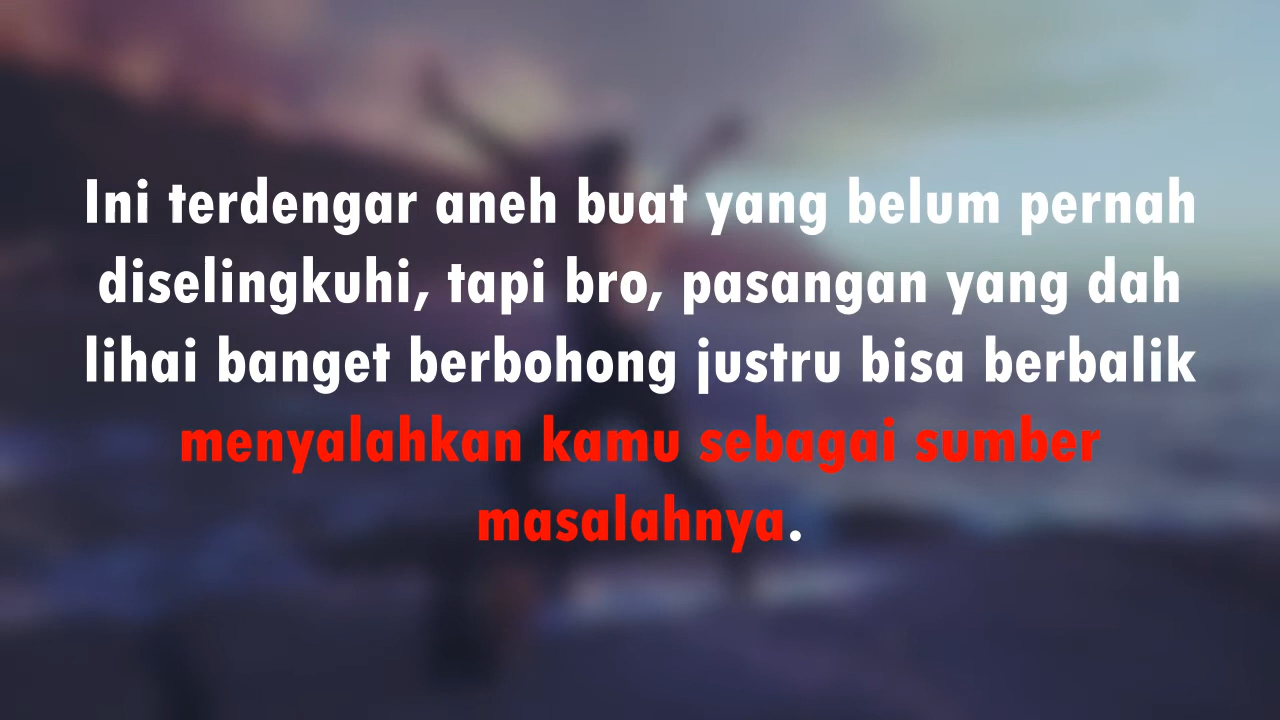 Ini terdengar aneh buat yang belum pernah
diselingkuhi, tapi bro, pasangan yang dah
lihai banget berbohong justru bisa berbalik
menyalahkan kamu sebagai sumber
masalahnya.